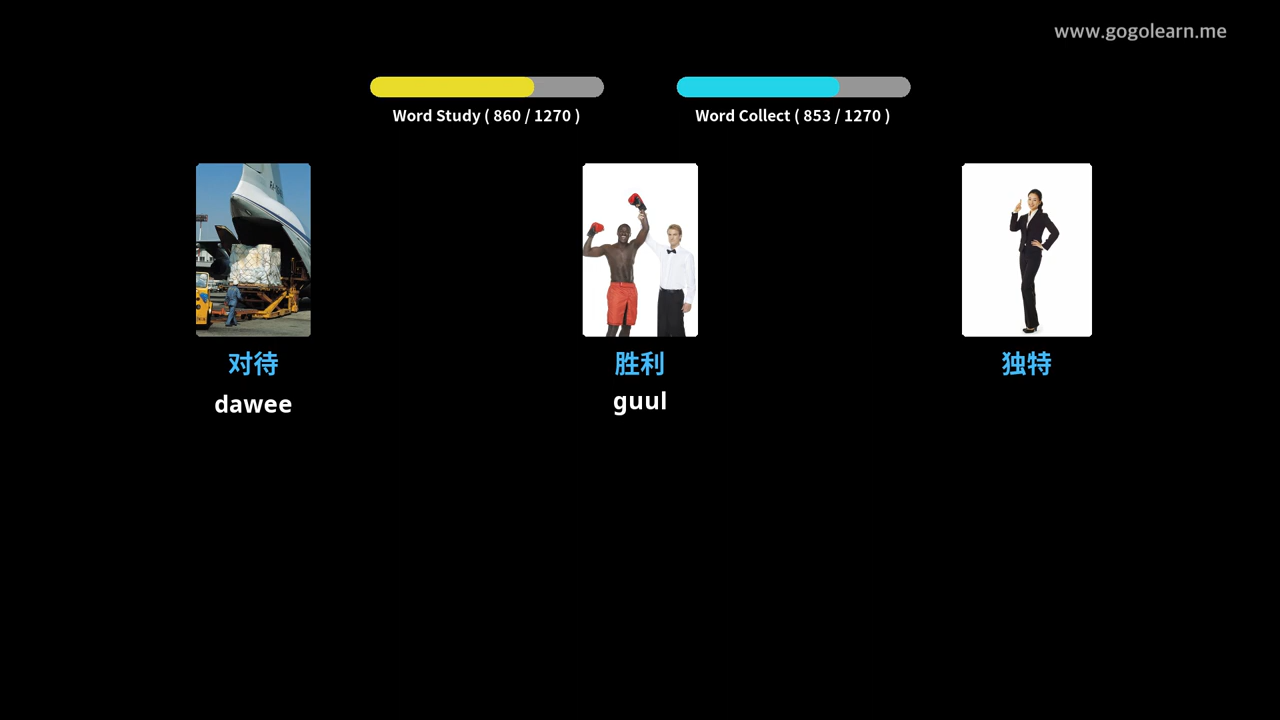 www.gogolearn.me
Word Study ( 860 / 1270 )
Word Collect ( 853 / 1270 )
对待
胜利
独特
dawee
guul